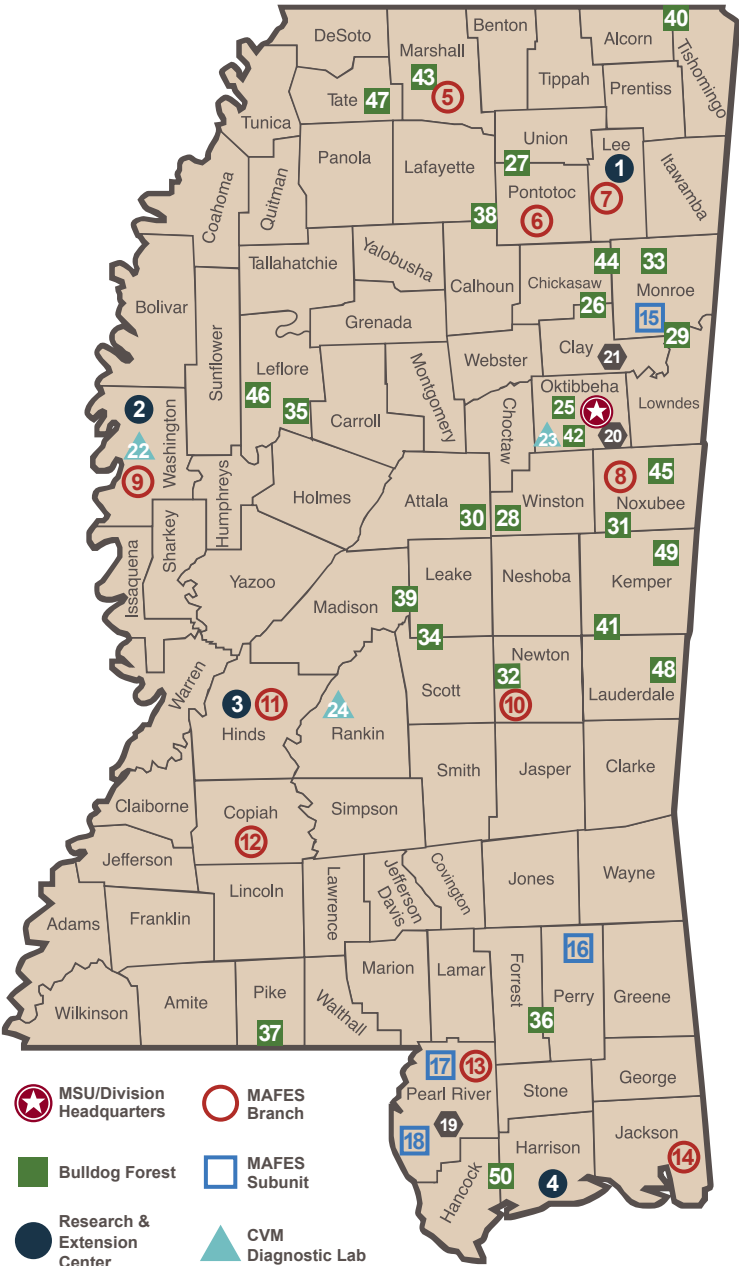 40
DeSoto
Benton
Marshall
Alcorn
Tishomingo
43
Tippah
Prentiss
Tate
47
5
Tunica
Union
Lee
Panola
Lafayette
27
1
Itawamba
Coahoma
Quitman
Pontotoc
7
6
38
Tallahatchie
Yalobusha
44
33
Calhoun
Chickasaw
Monroe
Bolivar
26
15
Grenada
29
Sunflower
Clay
21
Leflore
Webster
Montgomery
46
35
Oktibbeha
2
Carroll
Choctaw
25
Lowndes
Washington
22
23
42
20
9
Humphreys
Holmes
8
45
Attala
Winston
Noxubee
30
28
31
Sharkey
Issaquena
49
Yazoo
Leake
Neshoba
Kemper
Madison
39
34
41
Newton
Warren
32
48
Scott
Lauderdale
3
11
24
10
Hinds
Rankin
Smith
Jasper
Clarke
Claiborne
Copiah
Simpson
12
Jefferson
Lawrence
Jefferson
Davis
Covington
Jones
Wayne
Lincoln
Adams
Franklin
16
Marion
Lamar
Forrest
Pike
Perry
Greene
Wilkinson
Amite
Walthall
36
37
17
13
Pearl River
Stone
George
19
18
Harrison
Jackson
14
Hancock
50
4
MSU/Division
Headquarters
MAFES
Branch
Bulldog Forest
MAFES
Subunit
Research &
Extension
Center
CVM
Diagnostic Lab